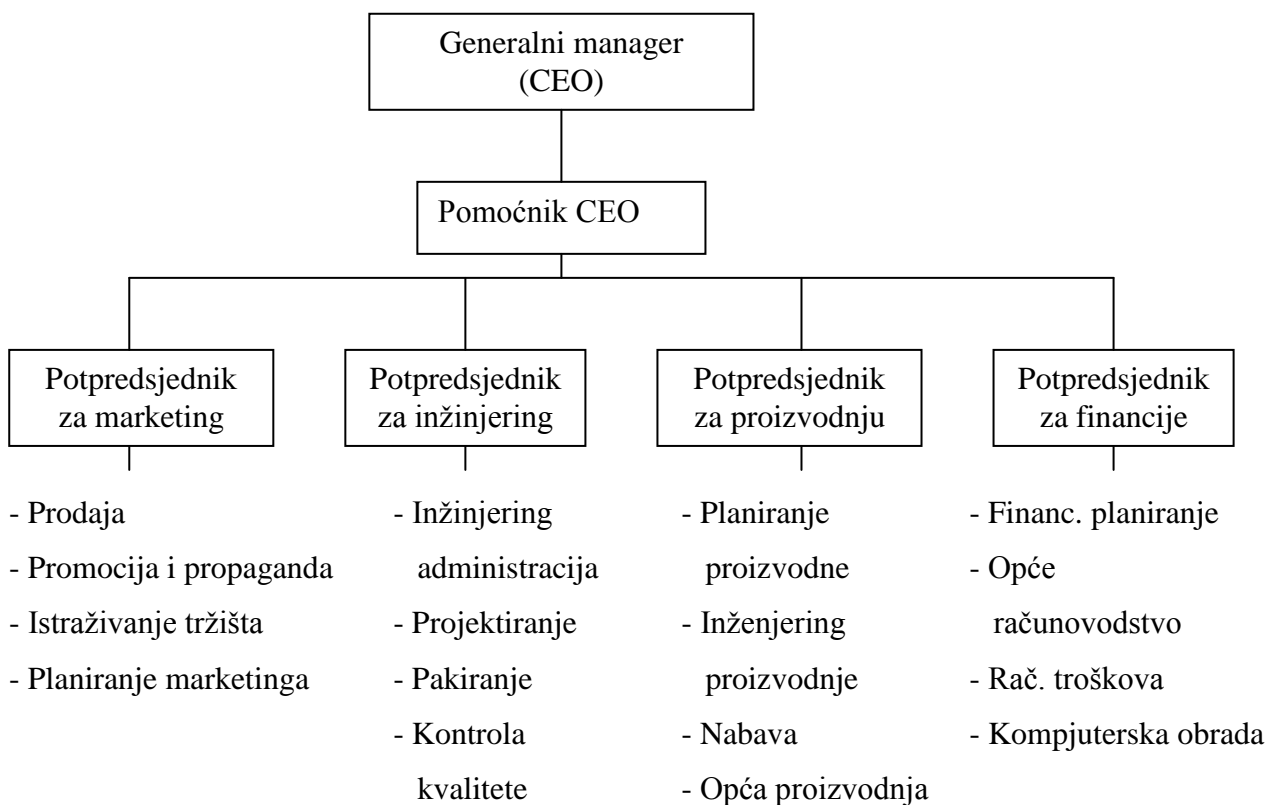 Generalni manager
(CEO)
Pomoćnik CEO
Potpredsjednik
za marketing
Potpredsjednik
za inžinjering
Potpredsjednik
za proizvodnju
Potpredsjednik
za financije
- Prodaja
- Promocija i propaganda
- Istraživanje tržišta
- Planiranje marketinga
- Inžinjering
administracija
- Projektiranje
- Pakiranje
- Kontrola
kvalitete
- Planiranje
proizvodne
- Inženjering
proizvodnje
- Nabava
- Opća proizvodnja
- Financ. planiranje
- Opće
računovodstvo
- Rač. troškova
- Kompjuterska obrada